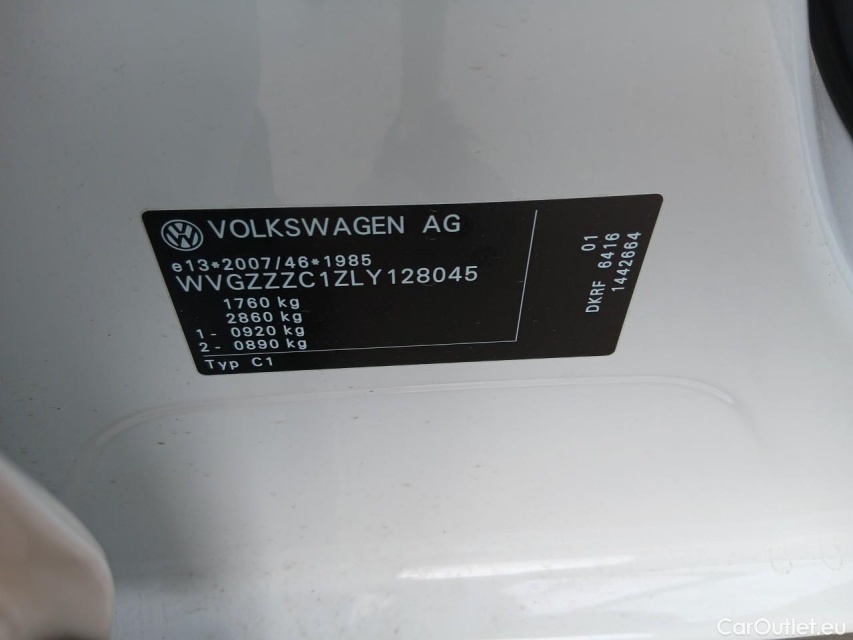 VOLKSWAGEN AG
e13*2007/46*1985
WVGZZZC1ZLY128045
1760 kg
2860 kg
1- 0920 kg
2- 0890 kg
Typ C1
01
DKRF 6416
1442664
CarOutlet.eu